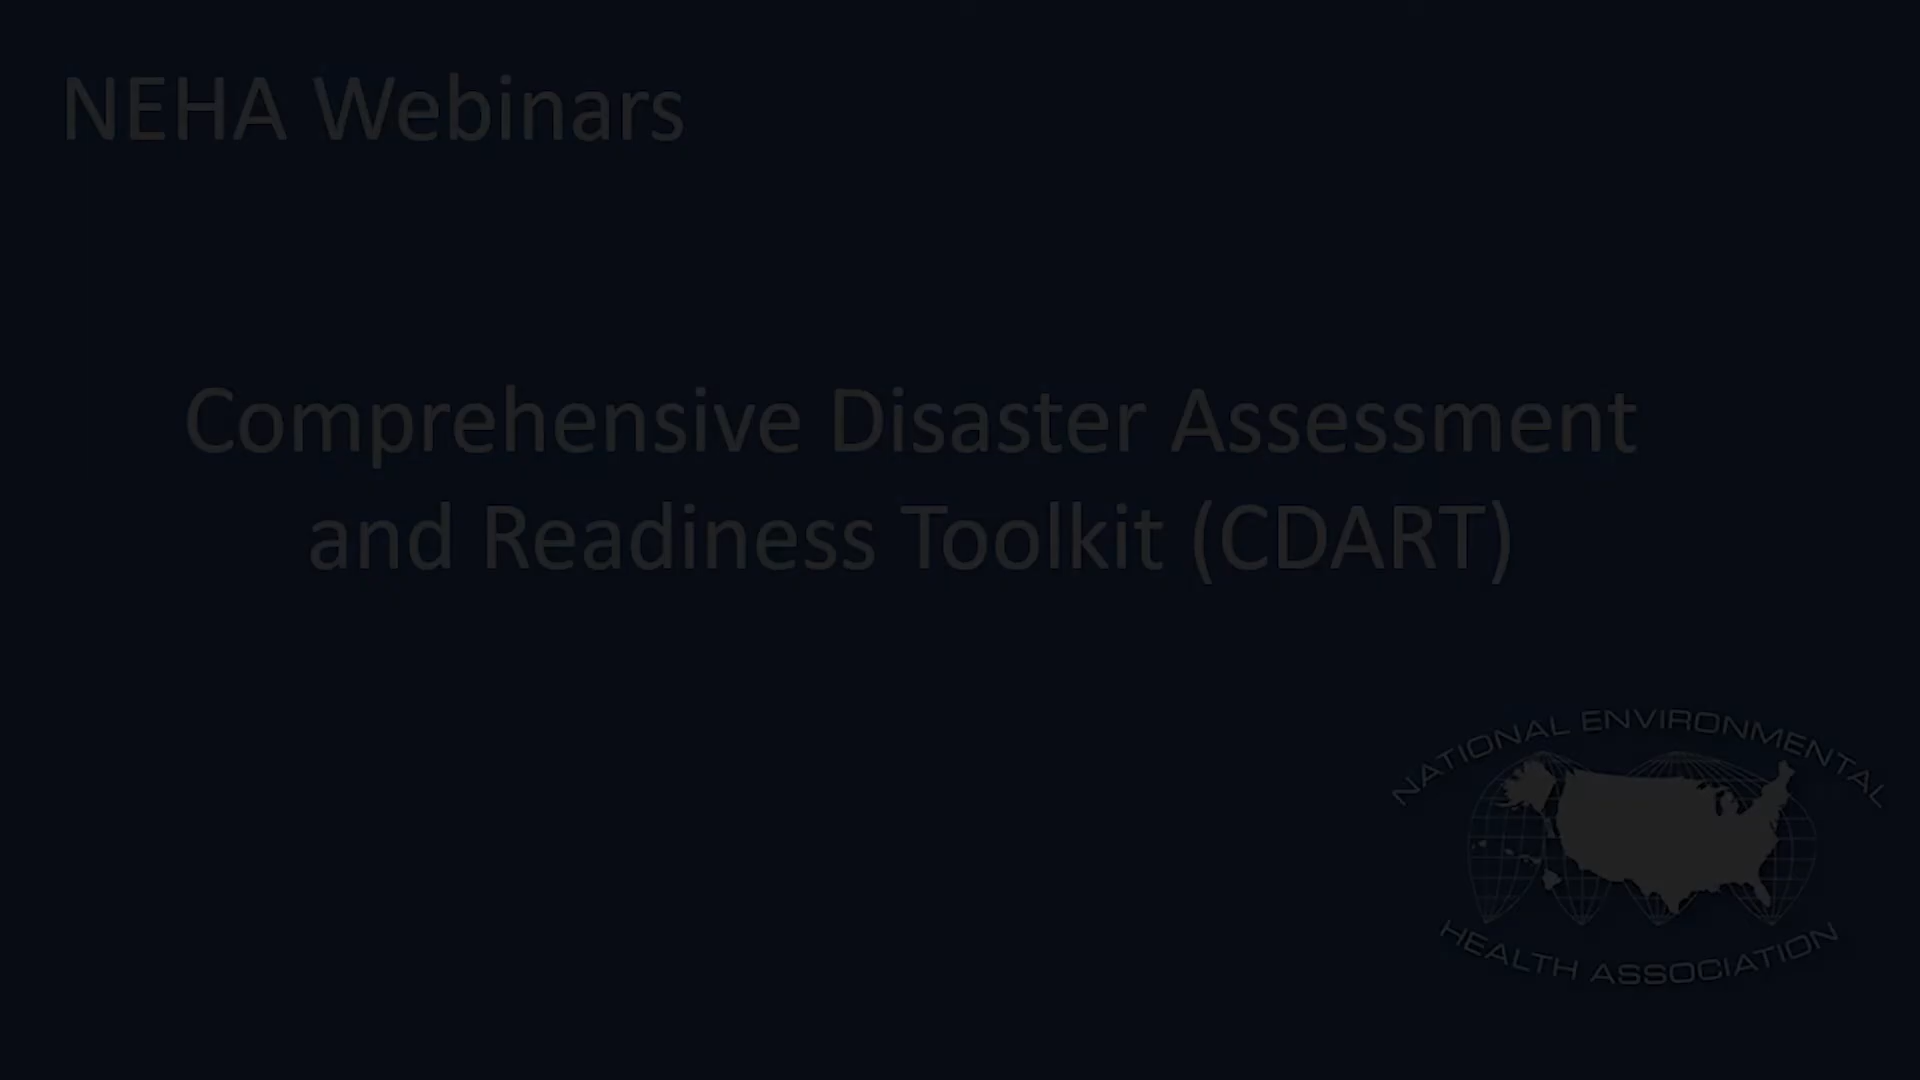 NEHA Webinars
Comprehensive Disaster Assessment
and Readiness Toolkit (CDART)
NATIONAL ENVIRONMENTAL
HEALTH ASSOCIATION